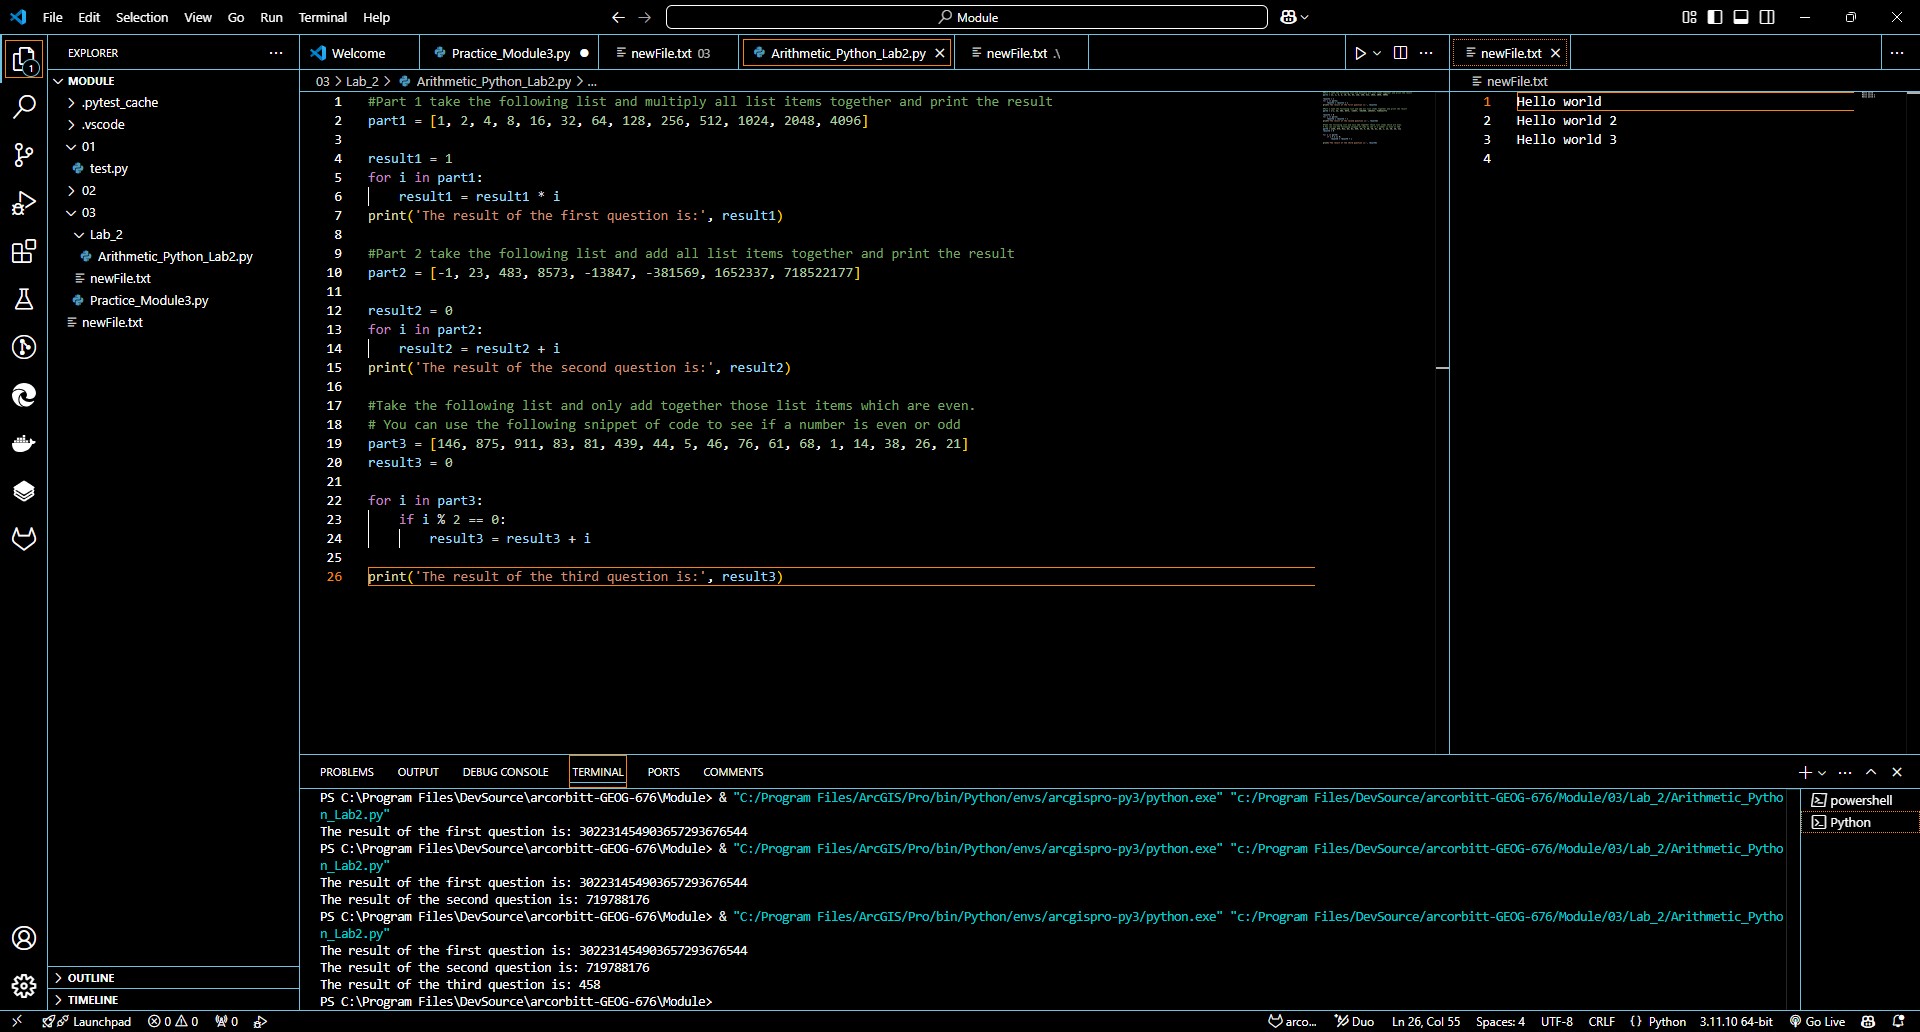 File Edit Selection View Go Run Terminal Help
Module
EXPLORER
MODULE
.pytest_cache
.vscode
01
test.py
02
03
Lab_2
Arithmetic_Python_Lab2.py
newFile.txt
Practice_Module3.py
newFile.txt
OUTLINE
TIMELINE
Welcome Practice_Module3.py newFile.txt 03 Arithmetic_Python_Lab2.py newFile.txt .\
03 > Lab_2 > Arithmetic_Python_Lab2.py > ...
1 #Part 1 take the following list and multiply all list items together and print the result
2 part1 = [1, 2, 4, 8, 16, 32, 64, 128, 256, 512, 1024, 2048, 4096]
3
4 result1 = 1
5 for i in part1:
6 result1 = result1 * i
7 print('The result of the first question is:', result1)
8
9 #Part 2 take the following list and add all list items together and print the result
10 part2 = [-1, 23, 483, 8573, -13847, -381569, 1652337, 718522177]
11
12 result2 = 0
13 for i in part2:
14 result2 = result2 + i
15 print('The result of the second question is:', result2)
16
17 #Take the following list and only add together those list items which are even.
18 # You can use the following snippet of code to see if a number is even or odd
19 part3 = [146, 875, 911, 83, 81, 439, 44, 5, 46, 76, 61, 68, 1, 14, 38, 26, 21]
20 result3 = 0
21
22 for i in part3:
23 if i % 2 == 0:
24 result3 = result3 + i
25
26 print('The result of the third question is:', result3)
newFile.txt
newFile.txt
1 Hello world
2 Hello world 2
3 Hello world 3
4
PROBLEMS OUTPUT DEBUG CONSOLE TERMINAL PORTS COMMENTS
PS C:\Program Files\DevSource\arcorbitt-GEOG-676\Module> & "C:/Program Files/ArcGIS/Pro/bin/Python/envs/arcgispro-py3/python.exe" "c:/Program Files/DevSource/arcorbitt-GEOG-676/Module/03/Lab_2/Arithmetic_Pytho
n_Lab2.py"
The result of the first question is: 302231454903657293676544
PS C:\Program Files\DevSource\arcorbitt-GEOG-676\Module> & "C:/Program Files/ArcGIS/Pro/bin/Python/envs/arcgispro-py3/python.exe" "c:/Program Files/DevSource/arcorbitt-GEOG-676/Module/03/Lab_2/Arithmetic_Pytho
n_Lab2.py"
The result of the first question is: 302231454903657293676544
The result of the second question is: 719788176
PS C:\Program Files\DevSource\arcorbitt-GEOG-676\Module> & "C:/Program Files/ArcGIS/Pro/bin/Python/envs/arcgispro-py3/python.exe" "c:/Program Files/DevSource/arcorbitt-GEOG-676/Module/03/Lab_2/Arithmetic_Pytho
n_Lab2.py"
The result of the first question is: 302231454903657293676544
The result of the second question is: 719788176
The result of the third question is: 458
PS C:\Program Files\DevSource\arcorbitt-GEOG-676\Module>
powershell
Python
Launchpad 0 0 0 arco... Duo Ln 26, Col 55 Spaces: 4 UTF-8 CRLF {} Python 3.11.10 64-bit Go Live